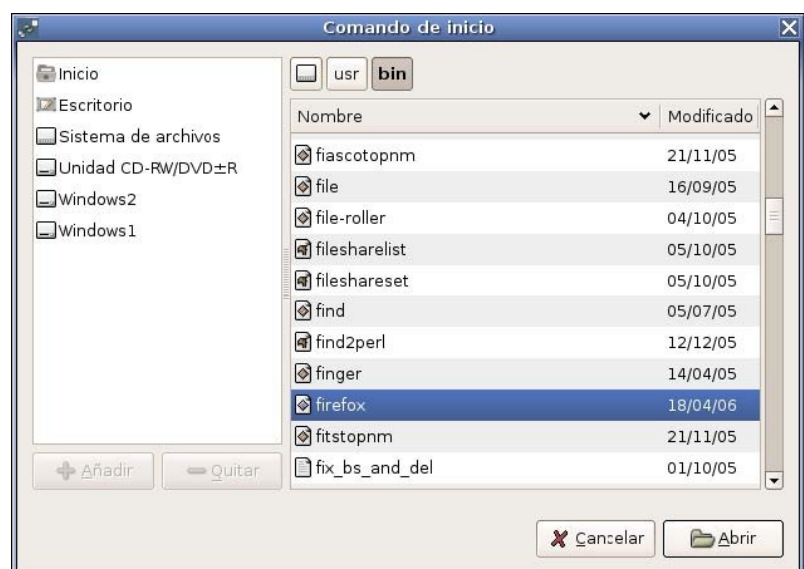 Comando de inicio
Inicio
Escritorio
Sistema de archivos
Unidad CD-RW/DVD±R
Windows2
Windows1
Añadir
Quitar
usr
bin
Nombre Modificado
fiascotopnm 21/11/05
file 16/09/05
file-roller 04/10/05
filesharelist 05/10/05
fileshareset 05/10/05
find 05/07/05
find2perl 12/12/05
finger 14/04/05
firefox 18/04/06
fitstopnm 21/11/05
fix_bs_and_del 01/10/05
Cancelar
Abrir